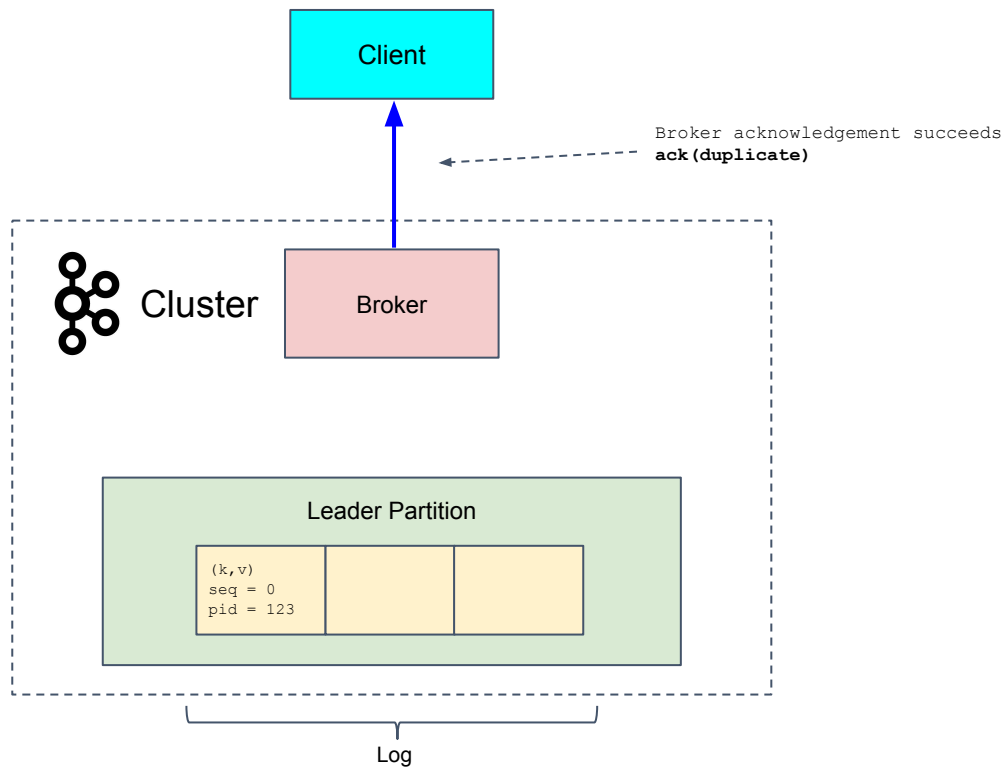 Client
Broker acknowledgement succeeds
ack(duplicate)
Cluster
Broker
Leader Partition
(k,v)
seq = 0
pid = 123
Log